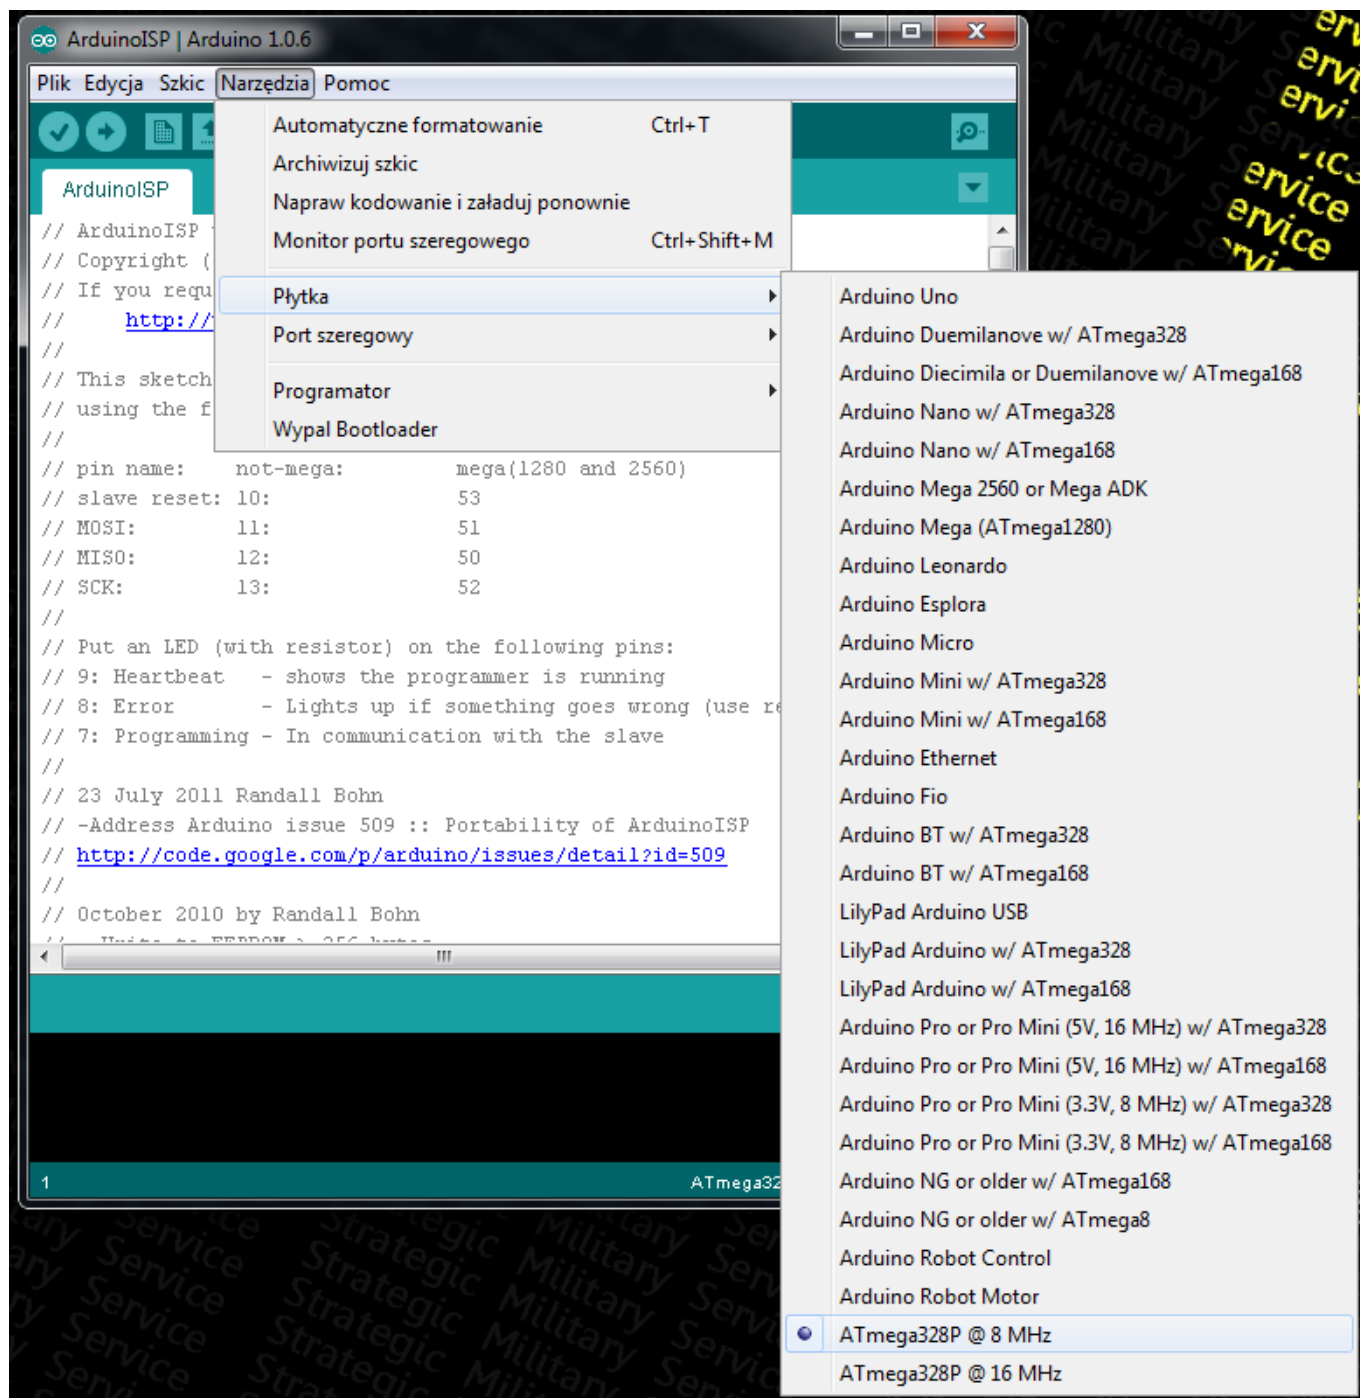 ArduinoISP | Arduino 1.0.6
Plik Edycja Szkic Narzędzia Pomoc
Automatyczne formatowanie Ctrl+T
Archiwizuj szkic
Napraw kodowanie i załaduj ponownie
Monitor portu szeregowego Ctrl+Shift+M
Płytka
Port szeregowy
Programator
Wypal Bootloader
ArduinoISP
// ArduinoISP
// Copyright (
// If you requ
// http://
//
// This sketch
// using the f
//
// pin name: not-mega: mega(1280 and 2560)
// slave reset: 10: 53
// MOSI: 11: 51
// MISO: 12: 50
// SCK: 13: 52
//
// Put an LED (with resistor) on the following pins:
// 9: Heartbeat - shows the programmer is running
// 8: Error - Lights up if something goes wrong (use re
// 7: Programming - In communication with the slave
//
// 23 July 2011 Randall Bohn
// -Address Arduino issue 509 :: Portability of ArduinoISP
// http://code.google.com/p/arduino/issues/detail?id=509
//
// October 2010 by Randall Bohn
1 ATmega32
Arduino Uno
Arduino Duemilanove w/ ATmega328
Arduino Diecimila or Duemilanove w/ ATmega168
Arduino Nano w/ ATmega328
Arduino Nano w/ ATmega168
Arduino Mega 2560 or Mega ADK
Arduino Mega (ATmega1280)
Arduino Leonardo
Arduino Esplora
Arduino Micro
Arduino Mini w/ ATmega328
Arduino Mini w/ ATmega168
Arduino Ethernet
Arduino Fio
Arduino BT w/ ATmega328
Arduino BT w/ ATmega168
LilyPad Arduino USB
LilyPad Arduino w/ ATmega328
LilyPad Arduino w/ ATmega168
Arduino Pro or Pro Mini (5V, 16 MHz) w/ ATmega328
Arduino Pro or Pro Mini (5V, 16 MHz) w/ ATmega168
Arduino Pro or Pro Mini (3.3V, 8 MHz) w/ ATmega328
Arduino Pro or Pro Mini (3.3V, 8 MHz) w/ ATmega168
Arduino NG or older w/ ATmega168
Arduino NG or older w/ ATmega8
Arduino Robot Control
Arduino Robot Motor
ATmega328P @ 8 MHz
ATmega328P @ 16 MHz